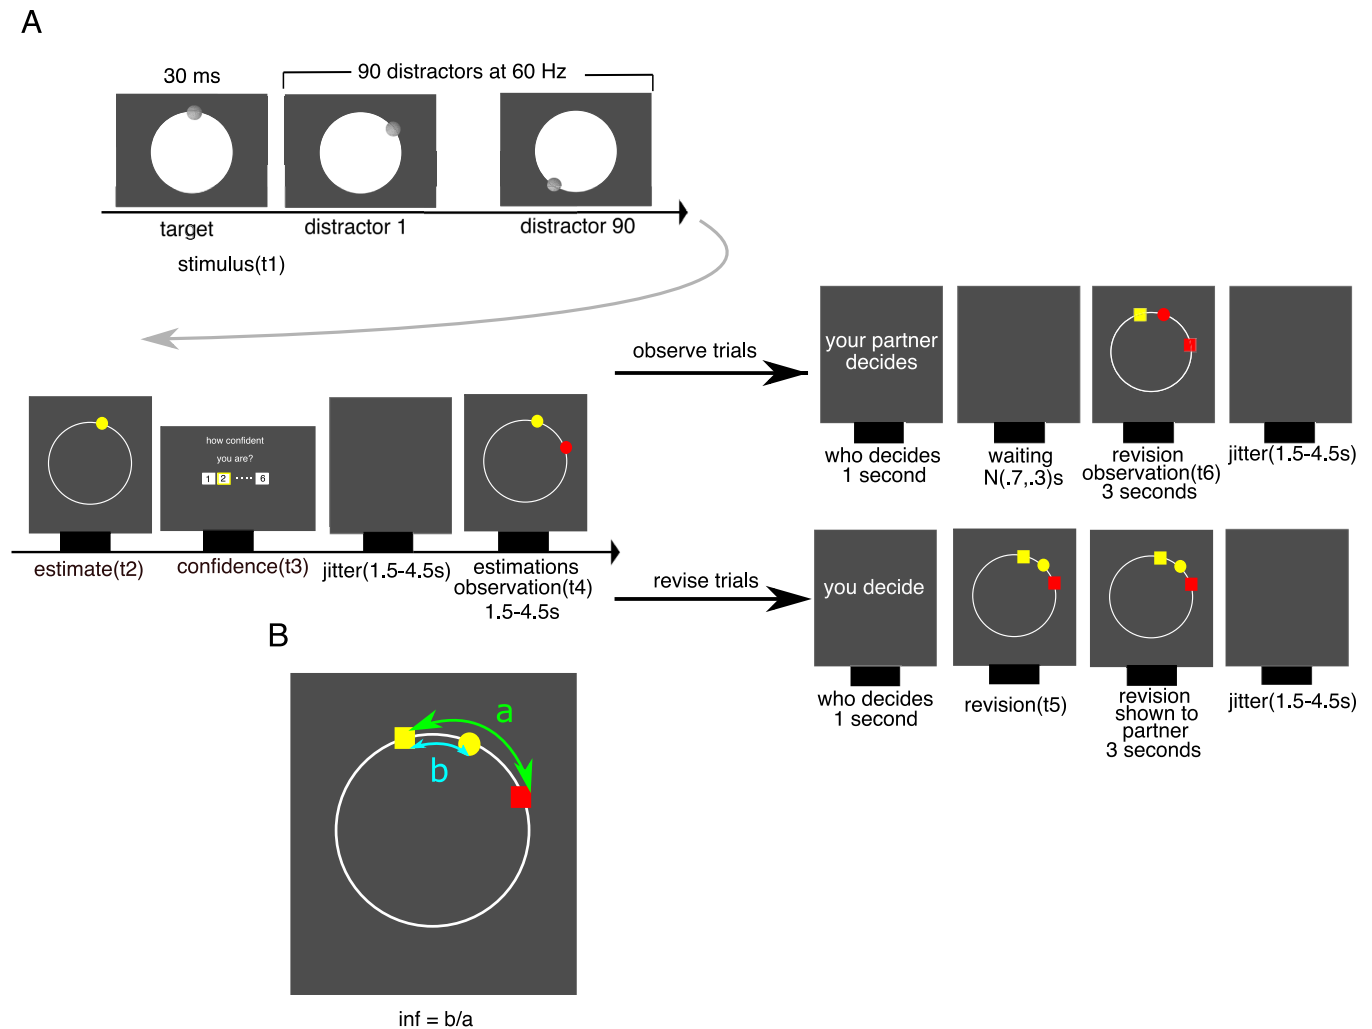 A
30 ms
90 distractors at 60 Hz
target
distractor 1
distractor 90
stimulus(t1)
observe trials
your partner
decides
who decides
1 second
waiting
N(.7,.3)s
revision
observation(t6)
3 seconds
jitter(1.5-4.5s)
how confident
you are?
1 2 ···· 6
estimate(t2)
confidence(t3)
jitter(1.5-4.5s)
estimations
observation(t4)
1.5-4.5s
revise trials
you decide
who decides
1 second
revision(t5)
revision
shown to
partner
3 seconds
jitter(1.5-4.5s)
B
a
b
inf = b/a